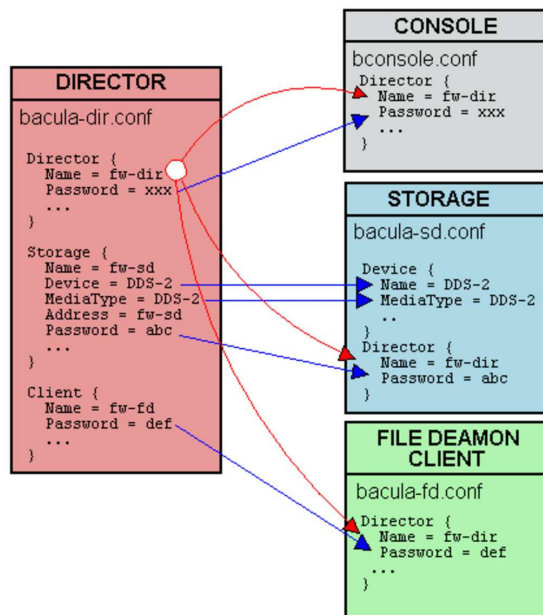 DIRECTOR
bacula-dir.conf
Director {
Name = fw-dir
Password = xxx
...
}
Storage {
Name = fw-sd
Device = DDS-2
MediaType = DDS-2
Address = fw-sd
Password = abc
...
}
Client {
Name = fw-fd
Password = def
...
}
CONSOLE
bconsole.conf
Director {
Name = fw-dir
Password = xxx
...
}
STORAGE
bacula-sd.conf
Device {
Name = DDS-2
MediaType = DDS-2
..
}
Director {
Name = fw-dir
Password = abc
}
FILE DEAMON
CLIENT
bacula-fd.conf
Director {
Name = fw-dir
Password = def
...
}